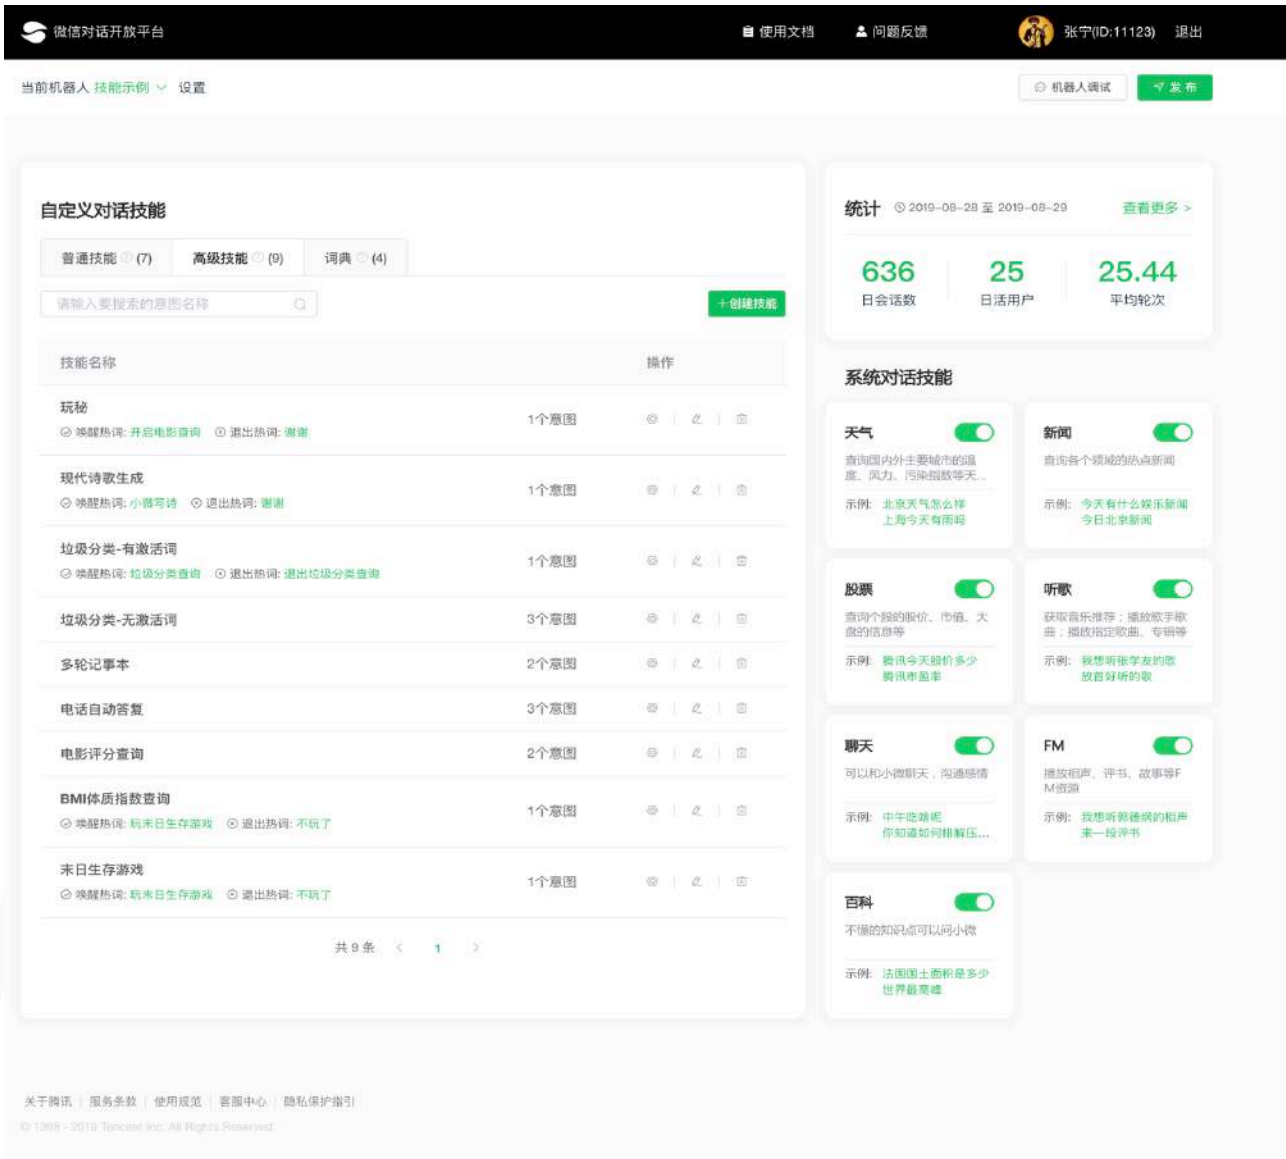 微信对话开放平台
使用文档
问题反馈
张宁(ID:11123)
退出
当前机器人 技能示例 设置
机器人调试
发布
自定义对话技能
普通技能 (7)
高级技能 (9)
词典 (4)
请输入要搜索的意图名称
+创建技能
技能名称 操作
玩秘
唤醒热词: 开启电影查询 退出热词: 谢谢
1个意图
现代诗歌生成
唤醒热词: 小微写诗 退出热词: 谢谢
1个意图
垃圾分类-有激活词
唤醒热词: 垃圾分类查询 退出热词: 退出垃圾分类查询
1个意图
垃圾分类-无激活词 3个意图
多轮记事本 2个意图
电话自动答复 3个意图
电影评分查询 2个意图
BMI体质指数查询
唤醒热词: 玩末日生存游戏 退出热词: 不玩了
1个意图
末日生存游戏
唤醒热词: 玩末日生存游戏 退出热词: 不玩了
1个意图
共 9 条 < 1 >
统计 2019-08-28 至 2019-08-29 查看更多 >
636 25 25.44
日会话数 日活用户 平均轮次
系统对话技能
天气
查询国内外主要城市的温
度、风力、污染指数等天...
示例: 北京天气怎么样
上海今天有雨吗
新闻
查询各个领域的热点新闻
示例: 今天有什么娱乐新闻
今日北京新闻
股票
查询个股的股价、市值、大
盘的信息等
示例: 腾讯今天股价多少
腾讯市盈率
听歌
获取音乐推荐；播放歌手歌
曲；播放指定歌曲、专辑等
示例: 我想听张学友的歌
放首好听的歌
聊天
可以和小微聊天，沟通感情
示例: 中午吃啥呢
你知道如何排解压...
FM
播放相声、评书、故事等F
M资源
示例: 我想听郭德纲的相声
来一段评书
百科
不懂的知识点可以问小微
示例: 法国国土面积是多少
世界最高峰
关于腾讯 | 服务条款 | 使用规范 | 客服中心 | 隐私保护指引
© 1998 - 2019 Tencent Inc. All Rights Reserved.